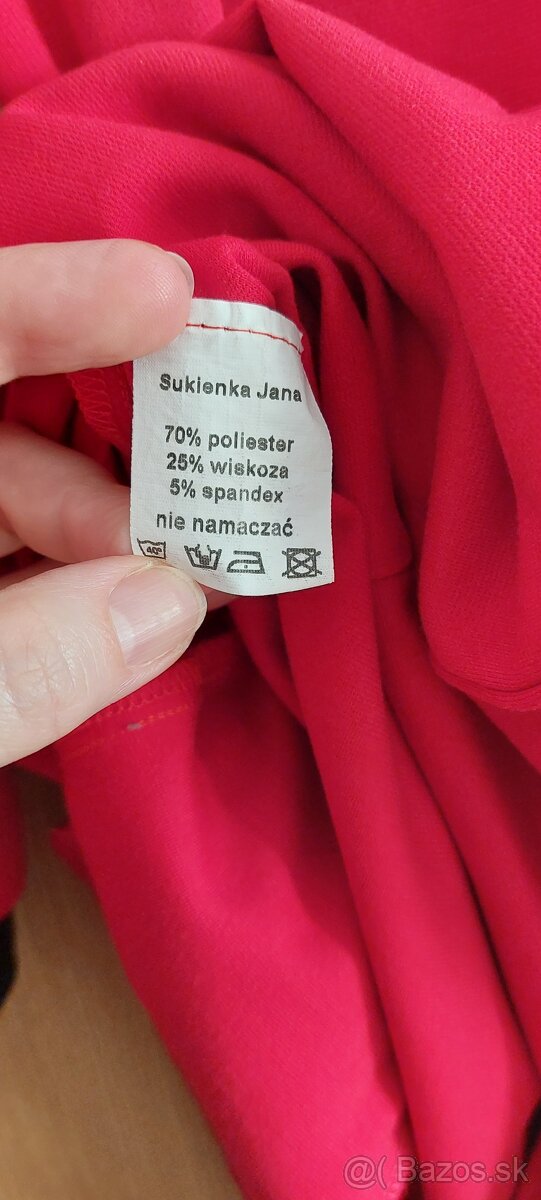 Sukienka Jana
70% poliester
25% wiskoza
5% spandex
nie namaczać
40°
@( Bazos.sk